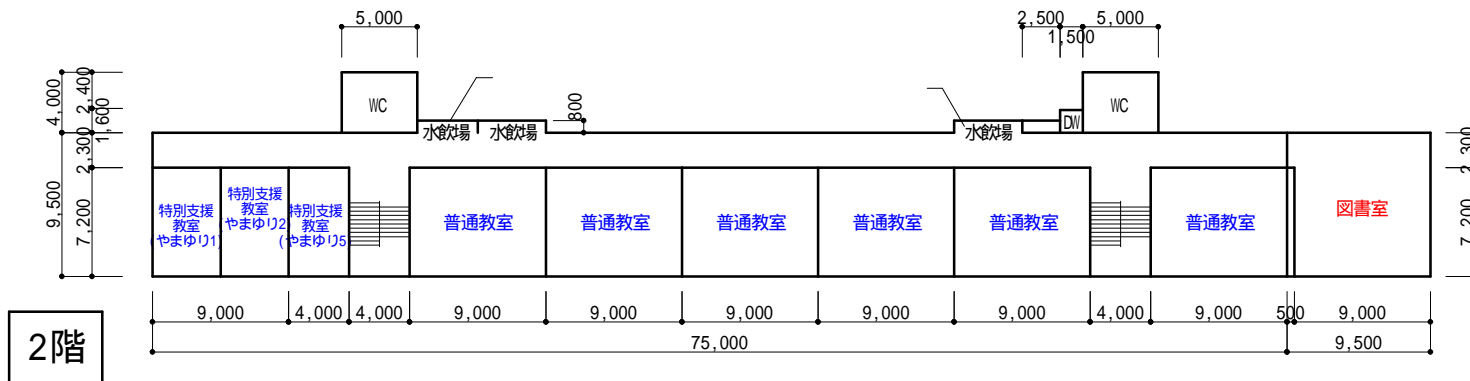 5,000
2,500
5,000
1,500
4,000
2,400
1,600
WC
800
WC
DW
水飲場
水飲場
水飲場
2,300
2,300
9,500
7,200
7,200
特別支援
教室
(やまゆり1)
特別支援
教室
やまゆり2
特別支援
教室
(やまゆり5)
普通教室
普通教室
普通教室
普通教室
普通教室
普通教室
図書室
9,000
4,000
4,000
9,000
9,000
9,000
9,000
9,000
4,000
9,000
500
9,000
75,000
9,500
2階